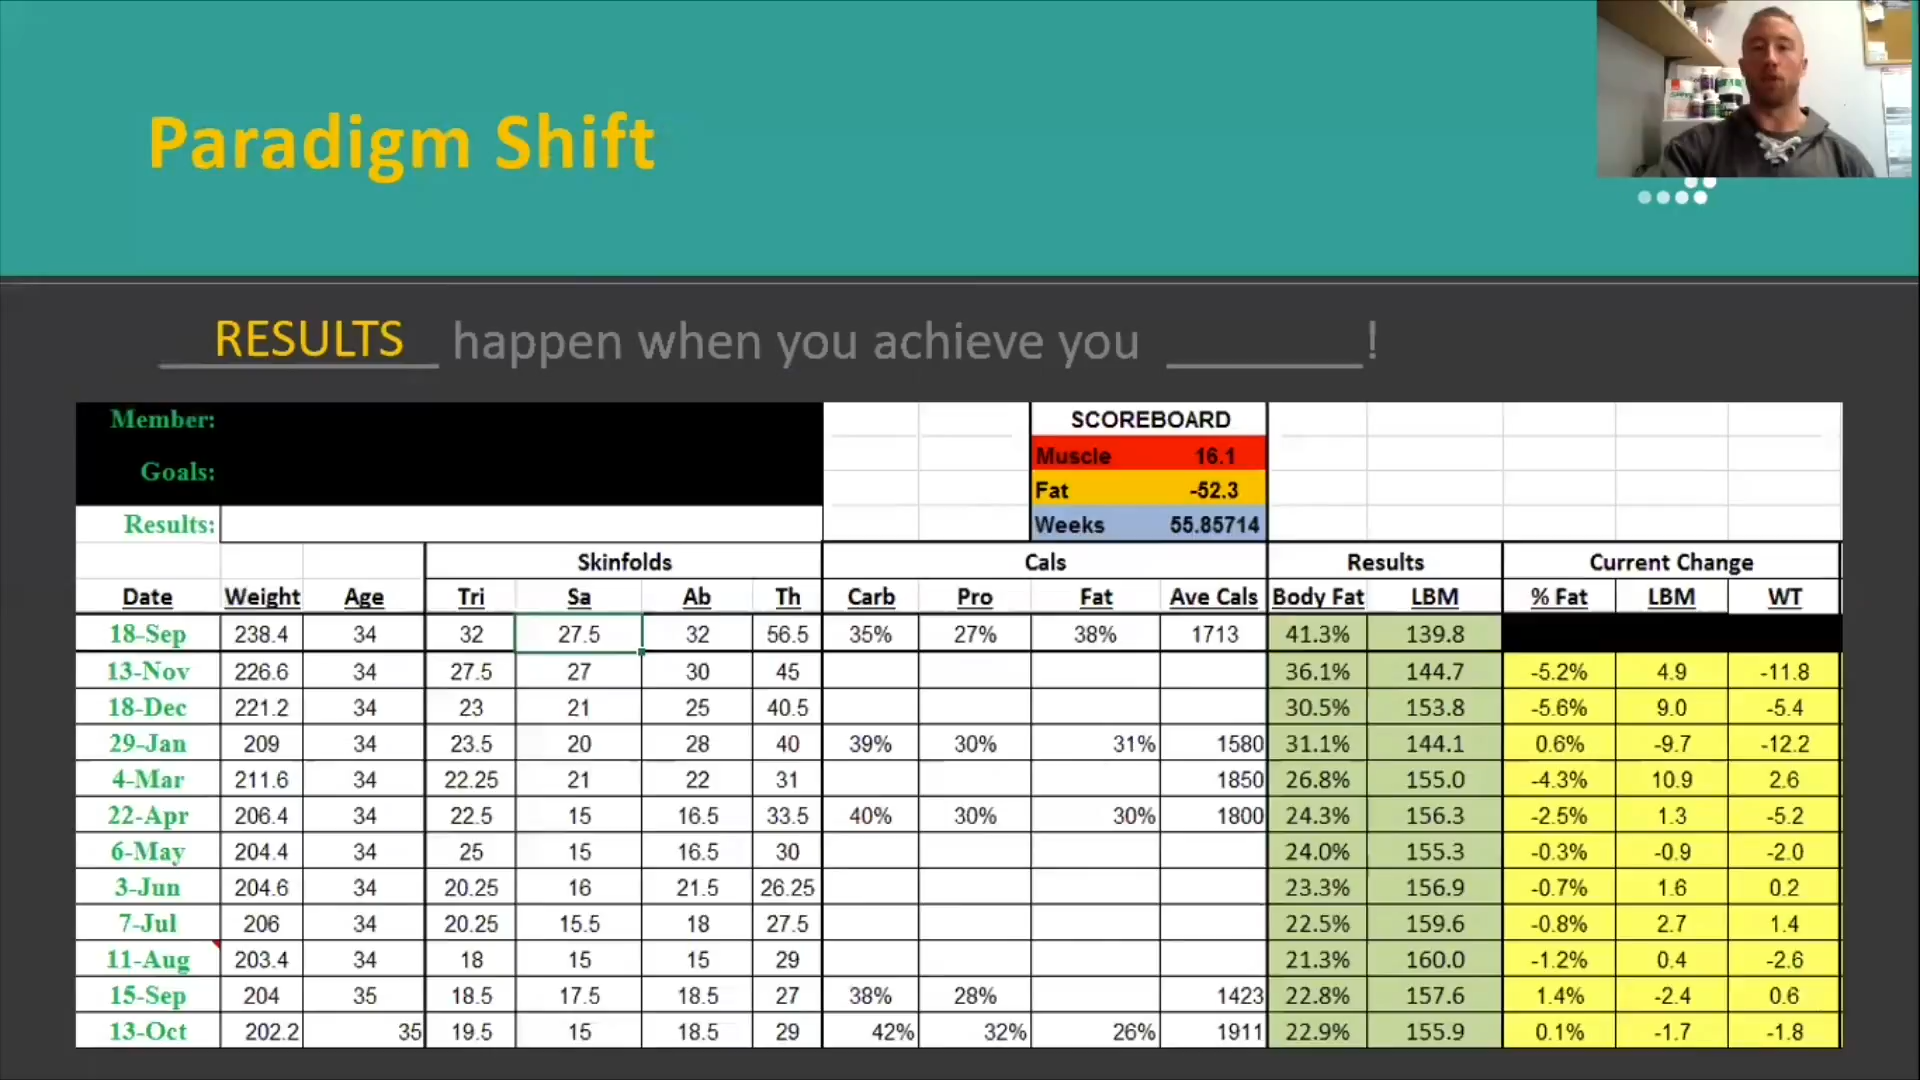 Paradigm Shift
RESULTS happen when you achieve you ________!
Member:
Goals:
Results:
SCOREBOARD
Muscle 16.1
Fat -52.3
Weeks 55.85714
Skinfolds Cals Results Current Change
Date Weight Age Tri Sa Ab Th Carb Pro Fat Ave Cals Body Fat LBM % Fat LBM WT
18-Sep 238.4 34 32 27.5 32 56.5 35% 27% 38% 1713 41.3% 139.8
13-Nov 226.6 34 27.5 27 30 45 36.1% 144.7 -5.2% 4.9 -11.8
18-Dec 221.2 34 23 21 25 40.5 30.5% 153.8 -5.6% 9.0 -5.4
29-Jan 209 34 23.5 20 28 40 39% 30% 31% 1580 31.1% 144.1 0.6% -9.7 -12.2
4-Mar 211.6 34 22.25 21 22 31 1850 26.8% 155.0 -4.3% 10.9 2.6
22-Apr 206.4 34 22.5 15 16.5 33.5 40% 30% 30% 1800 24.3% 156.3 -2.5% 1.3 -5.2
6-May 204.4 34 25 15 16.5 30 24.0% 155.3 -0.3% -0.9 -2.0
3-Jun 204.6 34 20.25 16 21.5 26.25 23.3% 156.9 -0.7% 1.6 0.2
7-Jul 206 34 20.25 15.5 18 27.5 22.5% 159.6 -0.8% 2.7 1.4
11-Aug 203.4 34 18 15 15 29 21.3% 160.0 -1.2% 0.4 -2.6
15-Sep 204 35 18.5 17.5 18.5 27 38% 28% 1423 22.8% 157.6 1.4% -2.4 0.6
13-Oct 202.2 35 19.5 15 18.5 29 42% 32% 26% 1911 22.9% 155.9 0.1% -1.7 -1.8